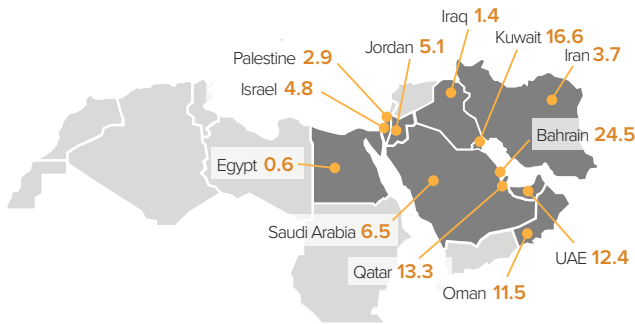 Iraq 1.4
Kuwait 16.6
Jordan 5.1
Iran 3.7
Palestine 2.9
Israel 4.8
Bahrain 24.5
Egypt 0.6
Saudi Arabia 6.5
UAE 12.4
Qatar 13.3
Oman 11.5